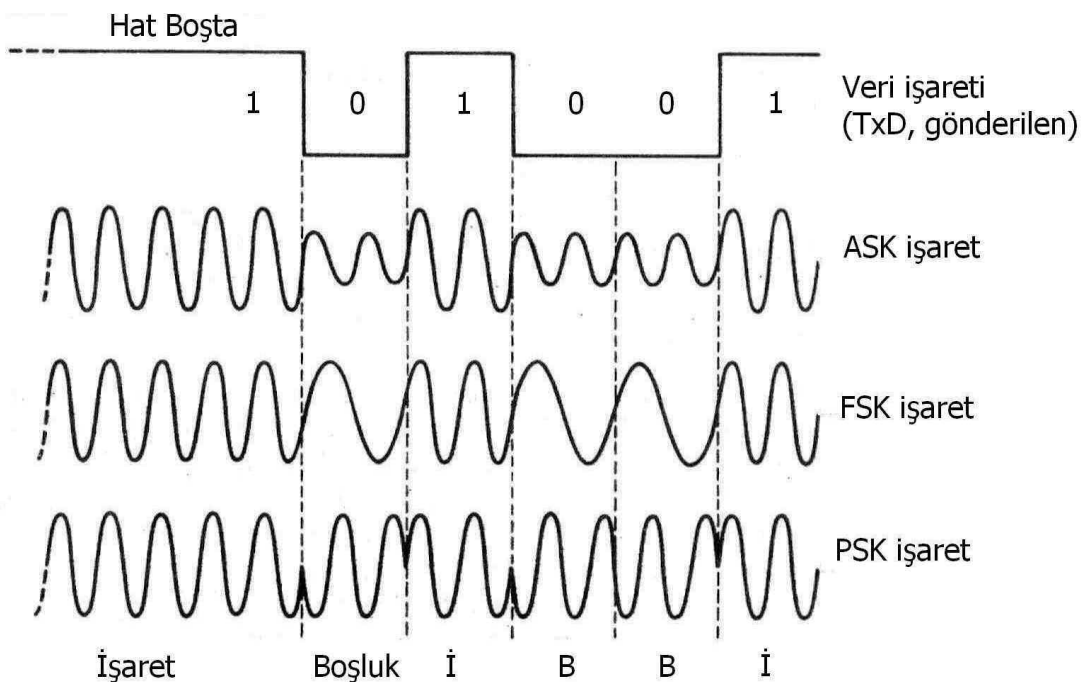 Hat Boşta
1 0 1 0 0 1
Veri işareti
(TxD, gönderilen)
ASK işaret
FSK işaret
PSK işaret
İşaret Boşluk İ B B İ